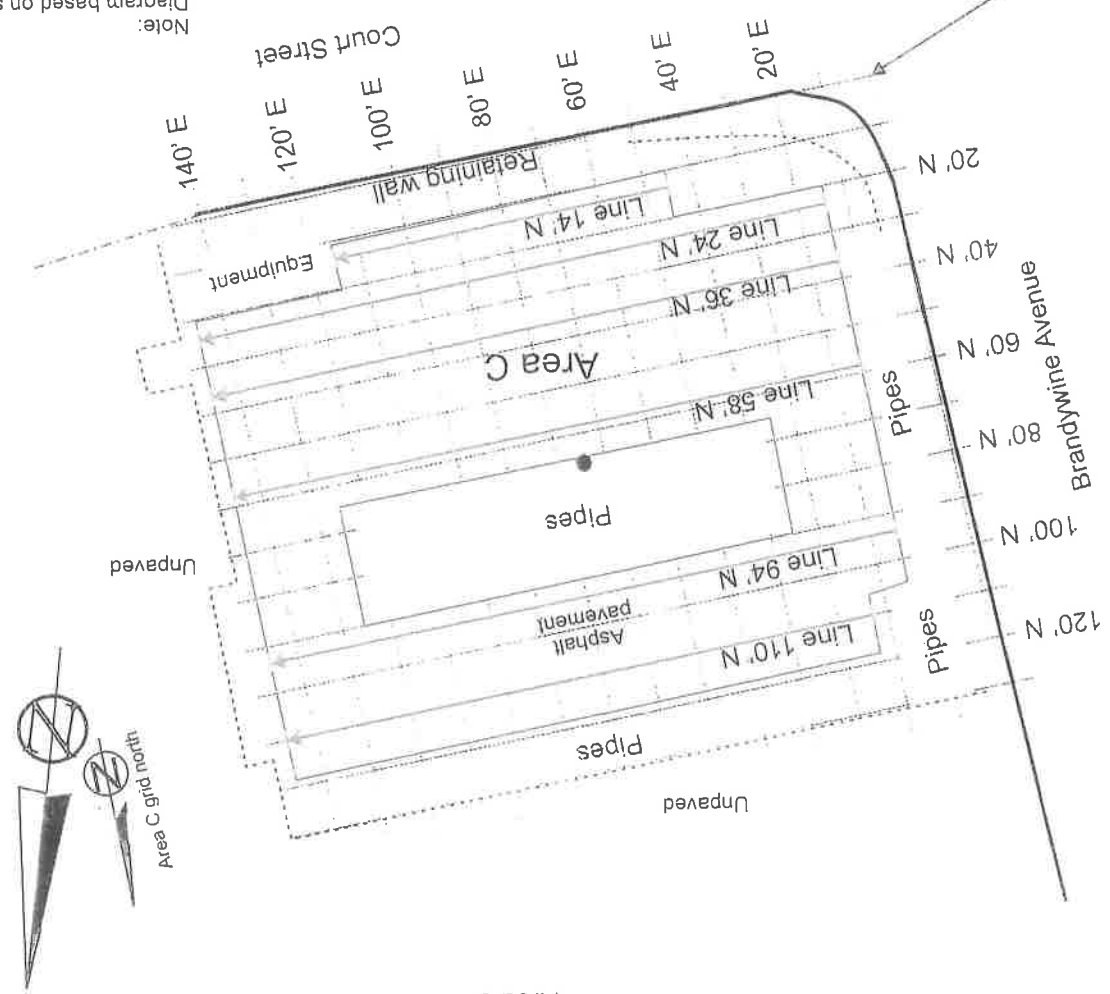 Area C grid north
N
N
Unpaved
Pipes
120' N
Pipes
Line 110' N
Asphalt
pavement
100' N
Line 94' N
Unpaved
Pipes
80' N
Brandywine Avenue
Pipes
Line 58' N
60' N
Area C
Line 36' N
40' N
Line 24' N
Equipment
Line 14' N
20' N
Retaining wall
20' E
40' E
60' E
80' E
100' E
120' E
140' E
Court Street
Note:
Diagram based on s